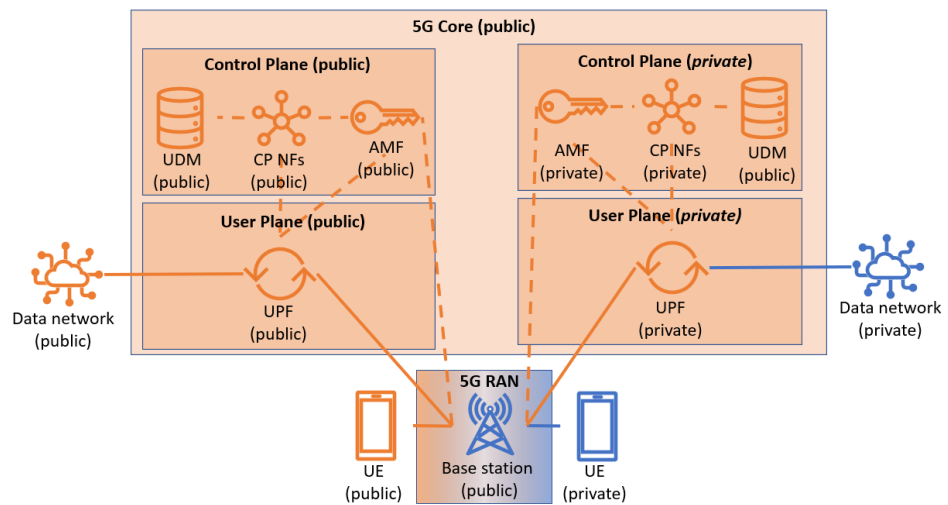 5G Core (public)
Control Plane (public)
UDM
(public)
CP NFs
(public)
AMF
(public)
Control Plane (private)
AMF
(private)
CP NFs
(private)
UDM
(public)
User Plane (public)
UPF
(public)
User Plane (private)
UPF
(private)
Data network
(public)
Data network
(private)
5G RAN
UE
(public)
Base station
(public)
UE
(private)